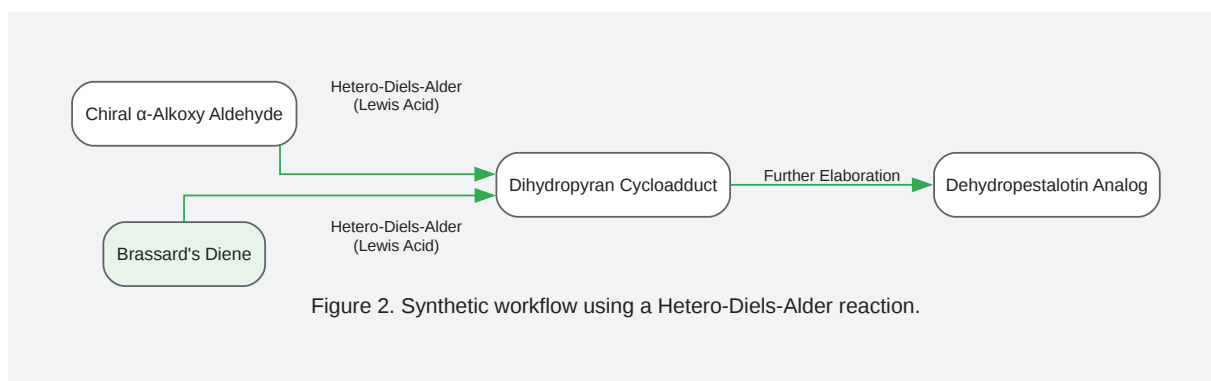 Hetero-Diels-Alder
(Lewis Acid)
Chiral α-Alkoxy Aldehyde
Dihydropyran Cycloadduct
Further Elaboration
Dehydropestalotin Analog
Hetero-Diels-Alder
(Lewis Acid)
Brassard's Diene
Figure 2. Synthetic workflow using a Hetero-Diels-Alder reaction.